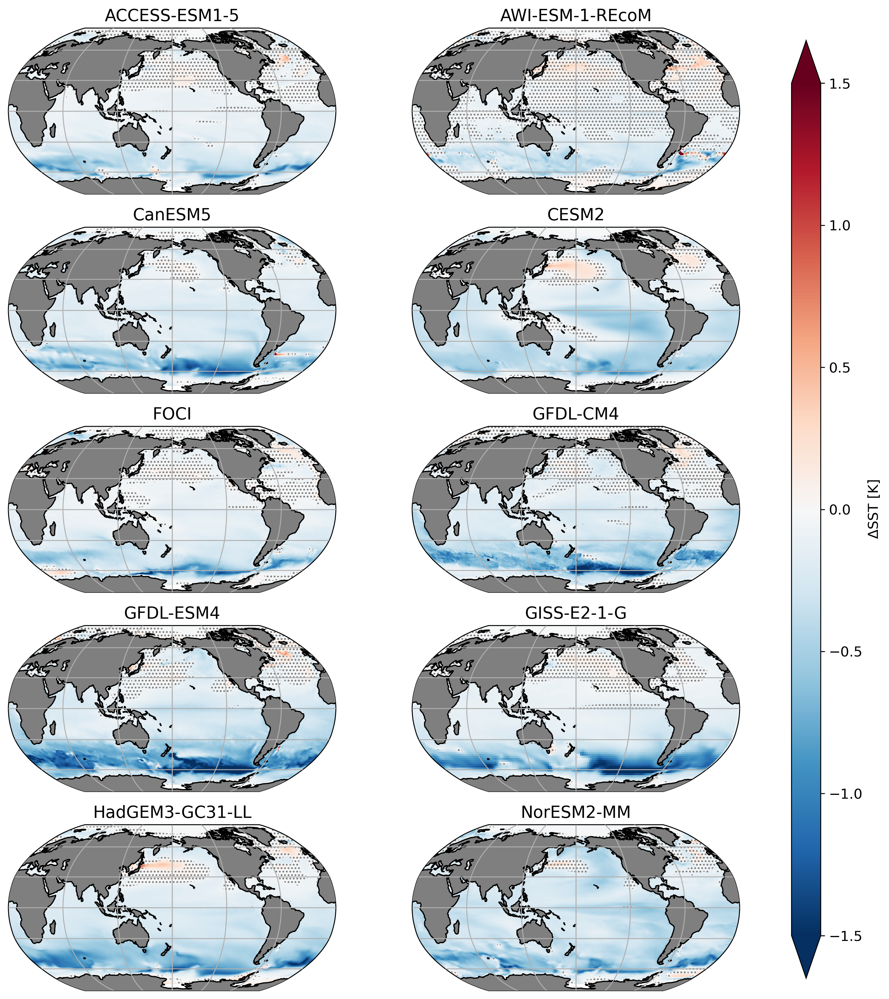 ACCESS-ESM1-5
AWI-ESM-1-REcoM
CanESM5
CESM2
FOCI
GFDL-CM4
GFDL-ESM4
GISS-E2-1-G
HadGEM3-GC31-LL
NorESM2-MM
1.5
1.0
0.5
0.0
−0.5
−1.0
−1.5
ΔSST [K]